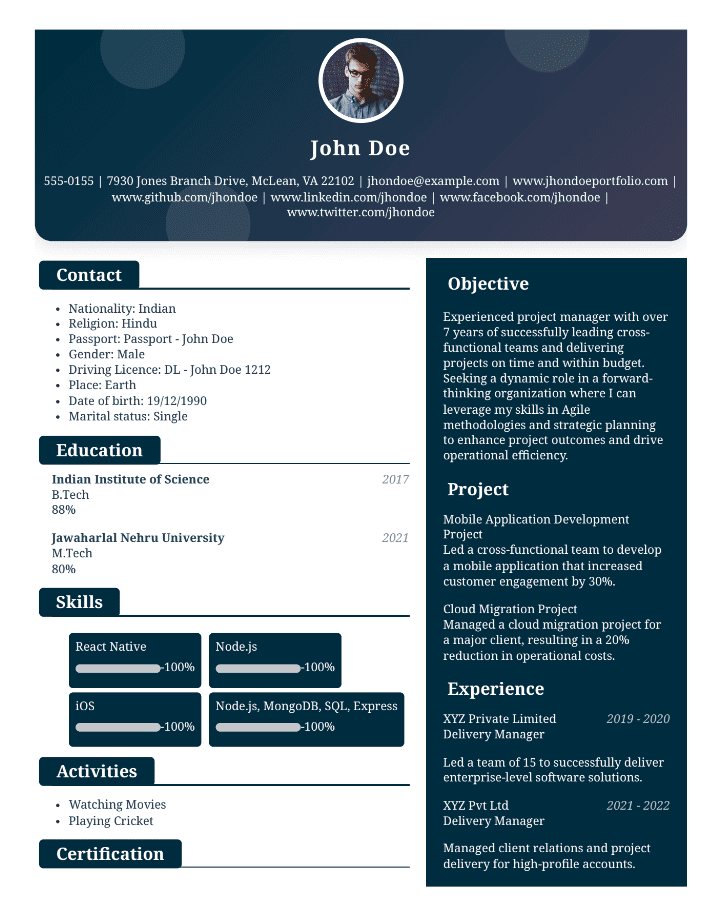 John Doe
555-0155 | 7930 Jones Branch Drive, McLean, VA 22102 | jhondoe@example.com | www.jhondoeportfolio.com |
www.github.com/jhondoe | www.linkedin.com/jhondoe | www.facebook.com/jhondoe |
www.twitter.com/jhondoe
Contact
• Nationality: Indian
• Religion: Hindu
• Passport: Passport - John Doe
• Gender: Male
• Driving Licence: DL - John Doe 1212
• Place: Earth
• Date of birth: 19/12/1990
• Marital status: Single
Education
Indian Institute of Science 2017
B.Tech
88%
Jawaharlal Nehru University 2021
M.Tech
80%
Skills
React Native
-100%
Node.js
-100%
iOS
-100%
Node.js, MongoDB, SQL, Express
-100%
Activities
• Watching Movies
• Playing Cricket
Certification
Objective
Experienced project manager with over
7 years of successfully leading cross-
functional teams and delivering
projects on time and within budget.
Seeking a dynamic role in a forward-
thinking organization where I can
leverage my skills in Agile
methodologies and strategic planning
to enhance project outcomes and drive
operational efficiency.
Project
Mobile Application Development
Project
Led a cross-functional team to develop
a mobile application that increased
customer engagement by 30%.
Cloud Migration Project
Managed a cloud migration project for
a major client, resulting in a 20%
reduction in operational costs.
Experience
XYZ Private Limited 2019 - 2020
Delivery Manager
Led a team of 15 to successfully deliver
enterprise-level software solutions.
XYZ Pvt Ltd 2021 - 2022
Delivery Manager
Managed client relations and project
delivery for high-profile accounts.